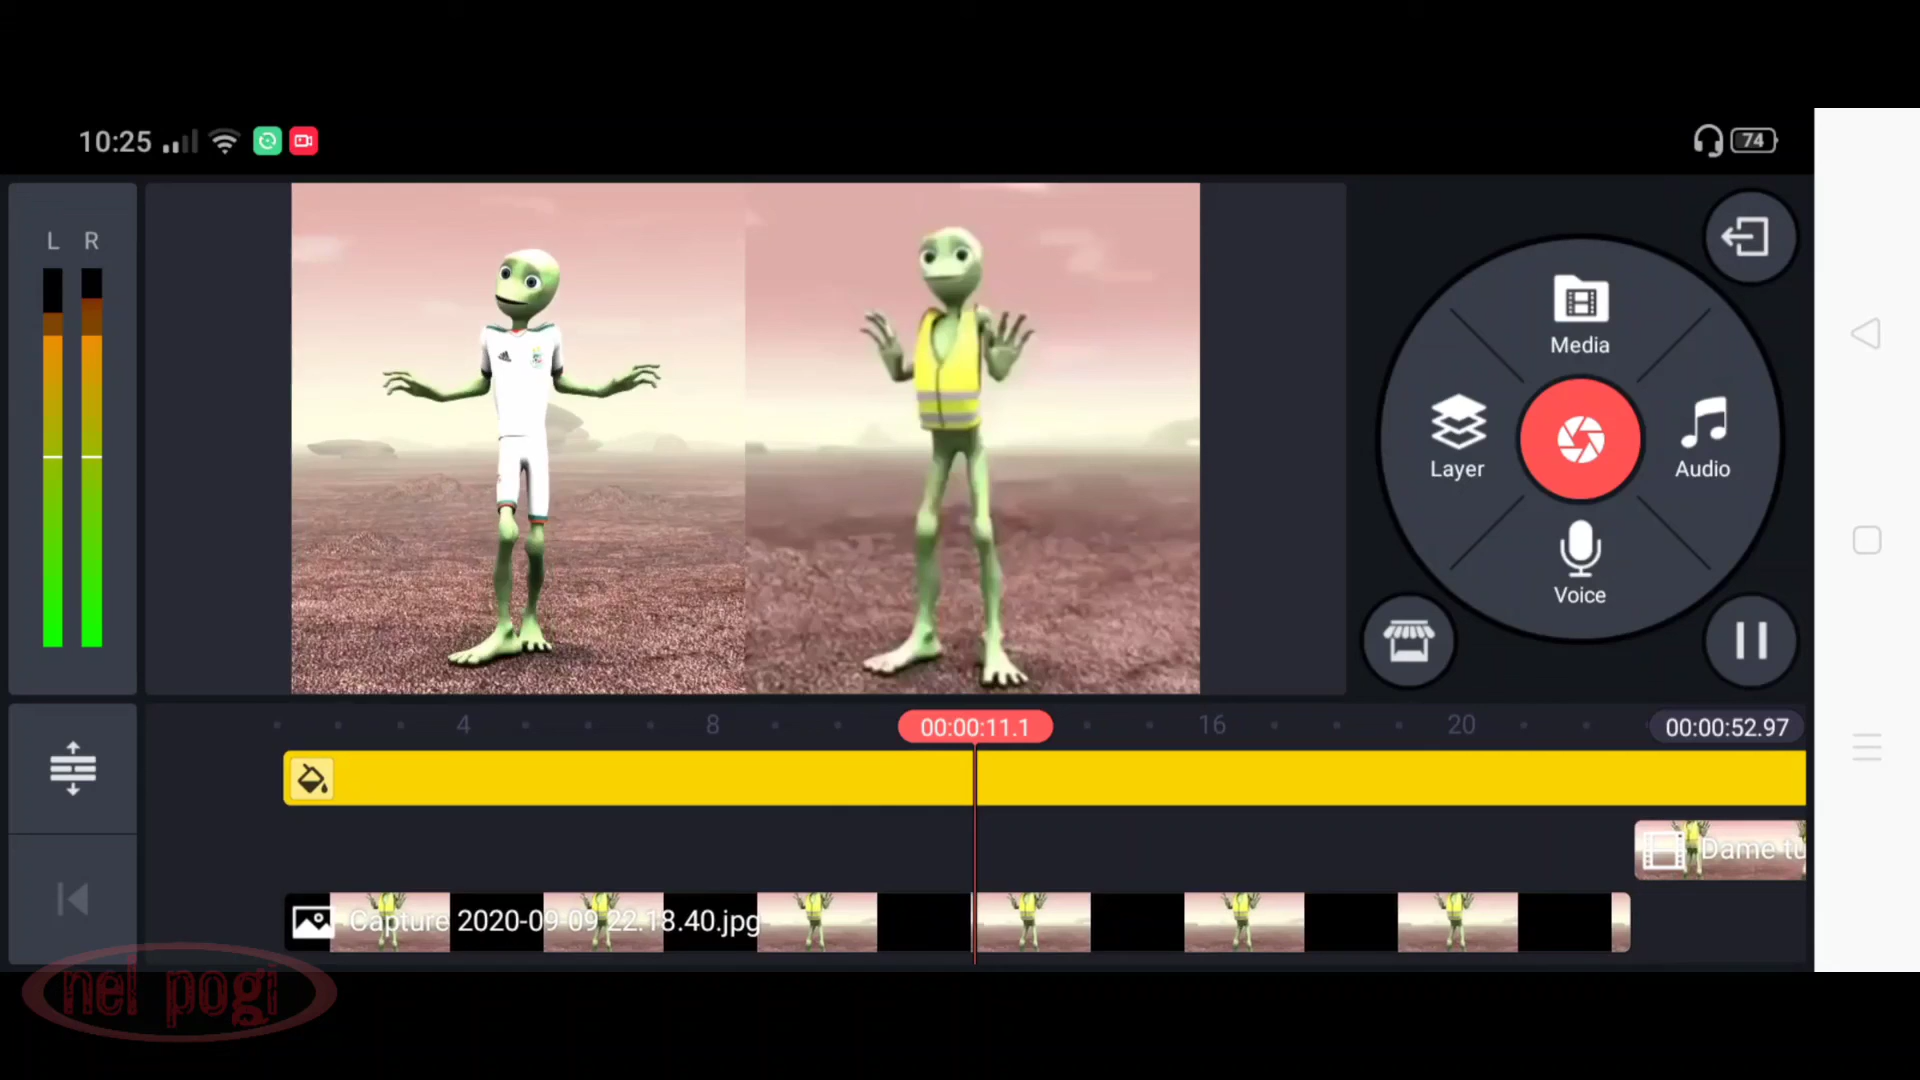 10:25
74
L R
Media
Layer
Audio
Voice
4 8 00:00:11.1 16 20 00:00:52.97
Dame tu
Capture 2020-09-09 22.18.40.jpg
nel pogi